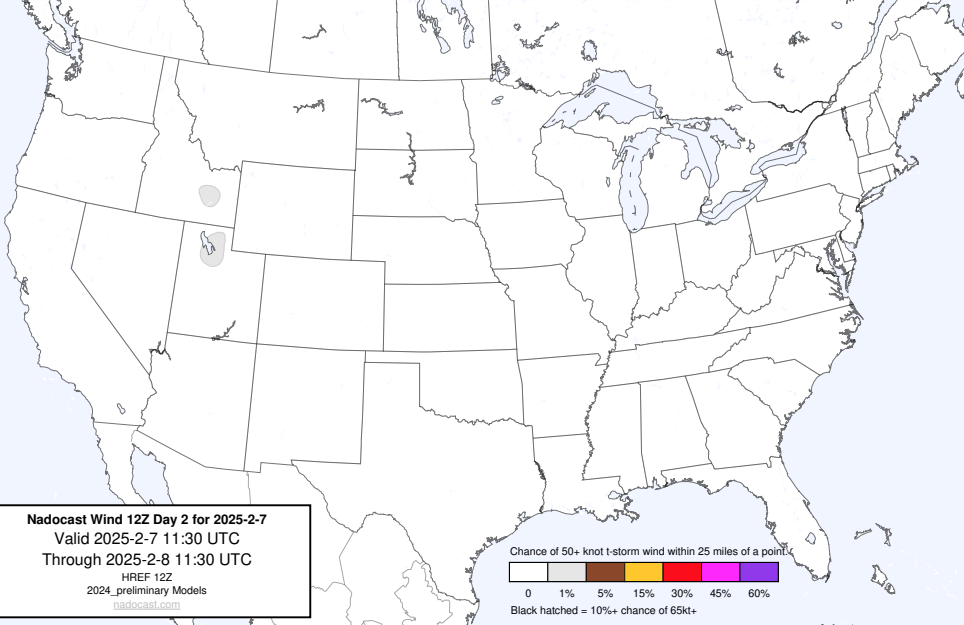 Nadocast Wind 12Z Day 2 for 2025-2-7
Valid 2025-2-7 11:30 UTC
Through 2025-2-8 11:30 UTC
HREF 12Z
2024_preliminary Models
nadocast.com
Chance of 50+ knot t-storm wind within 25 miles of a point.
0 1% 5% 15% 30% 45% 60%
Black hatched = 10%+ chance of 65kt+